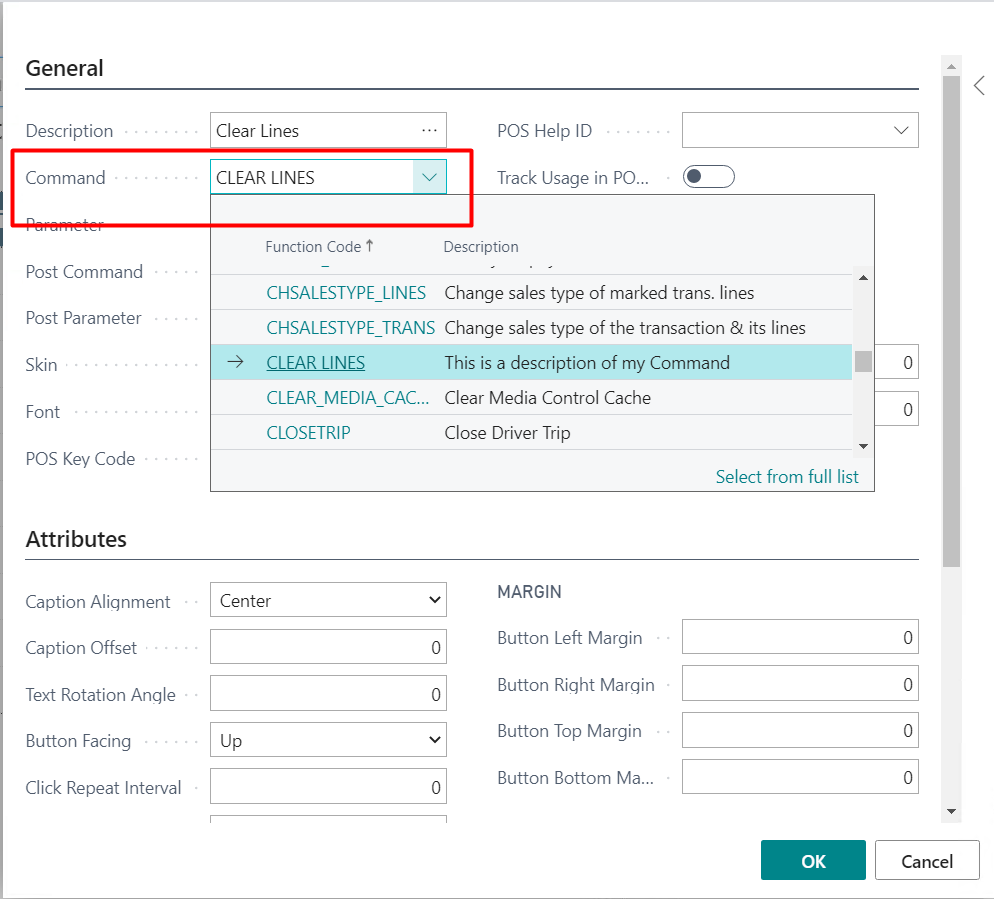 General
Description
Clear Lines
POS Help ID
Command
CLEAR LINES
Track Usage in PO...
Parameter
Function Code
Description
Post Command
CHSALESTYPE_LINES Change sales type of marked trans. lines
Post Parameter
CHSALESTYPE_TRANS Change sales type of the transaction & its lines
Skin
CLEAR LINES This is a description of my Command
0
CLEAR_MEDIA_CAC... Clear Media Control Cache
Font
0
CLOSETRIP Close Driver Trip
POS Key Code
Select from full list
Attributes
Caption Alignment
Center
MARGIN
Caption Offset
0
Button Left Margin
0
Text Rotation Angle
0
Button Right Margin
0
Button Facing
Up
Button Top Margin
0
Click Repeat Interval
0
Button Bottom Ma...
0
OK
Cancel